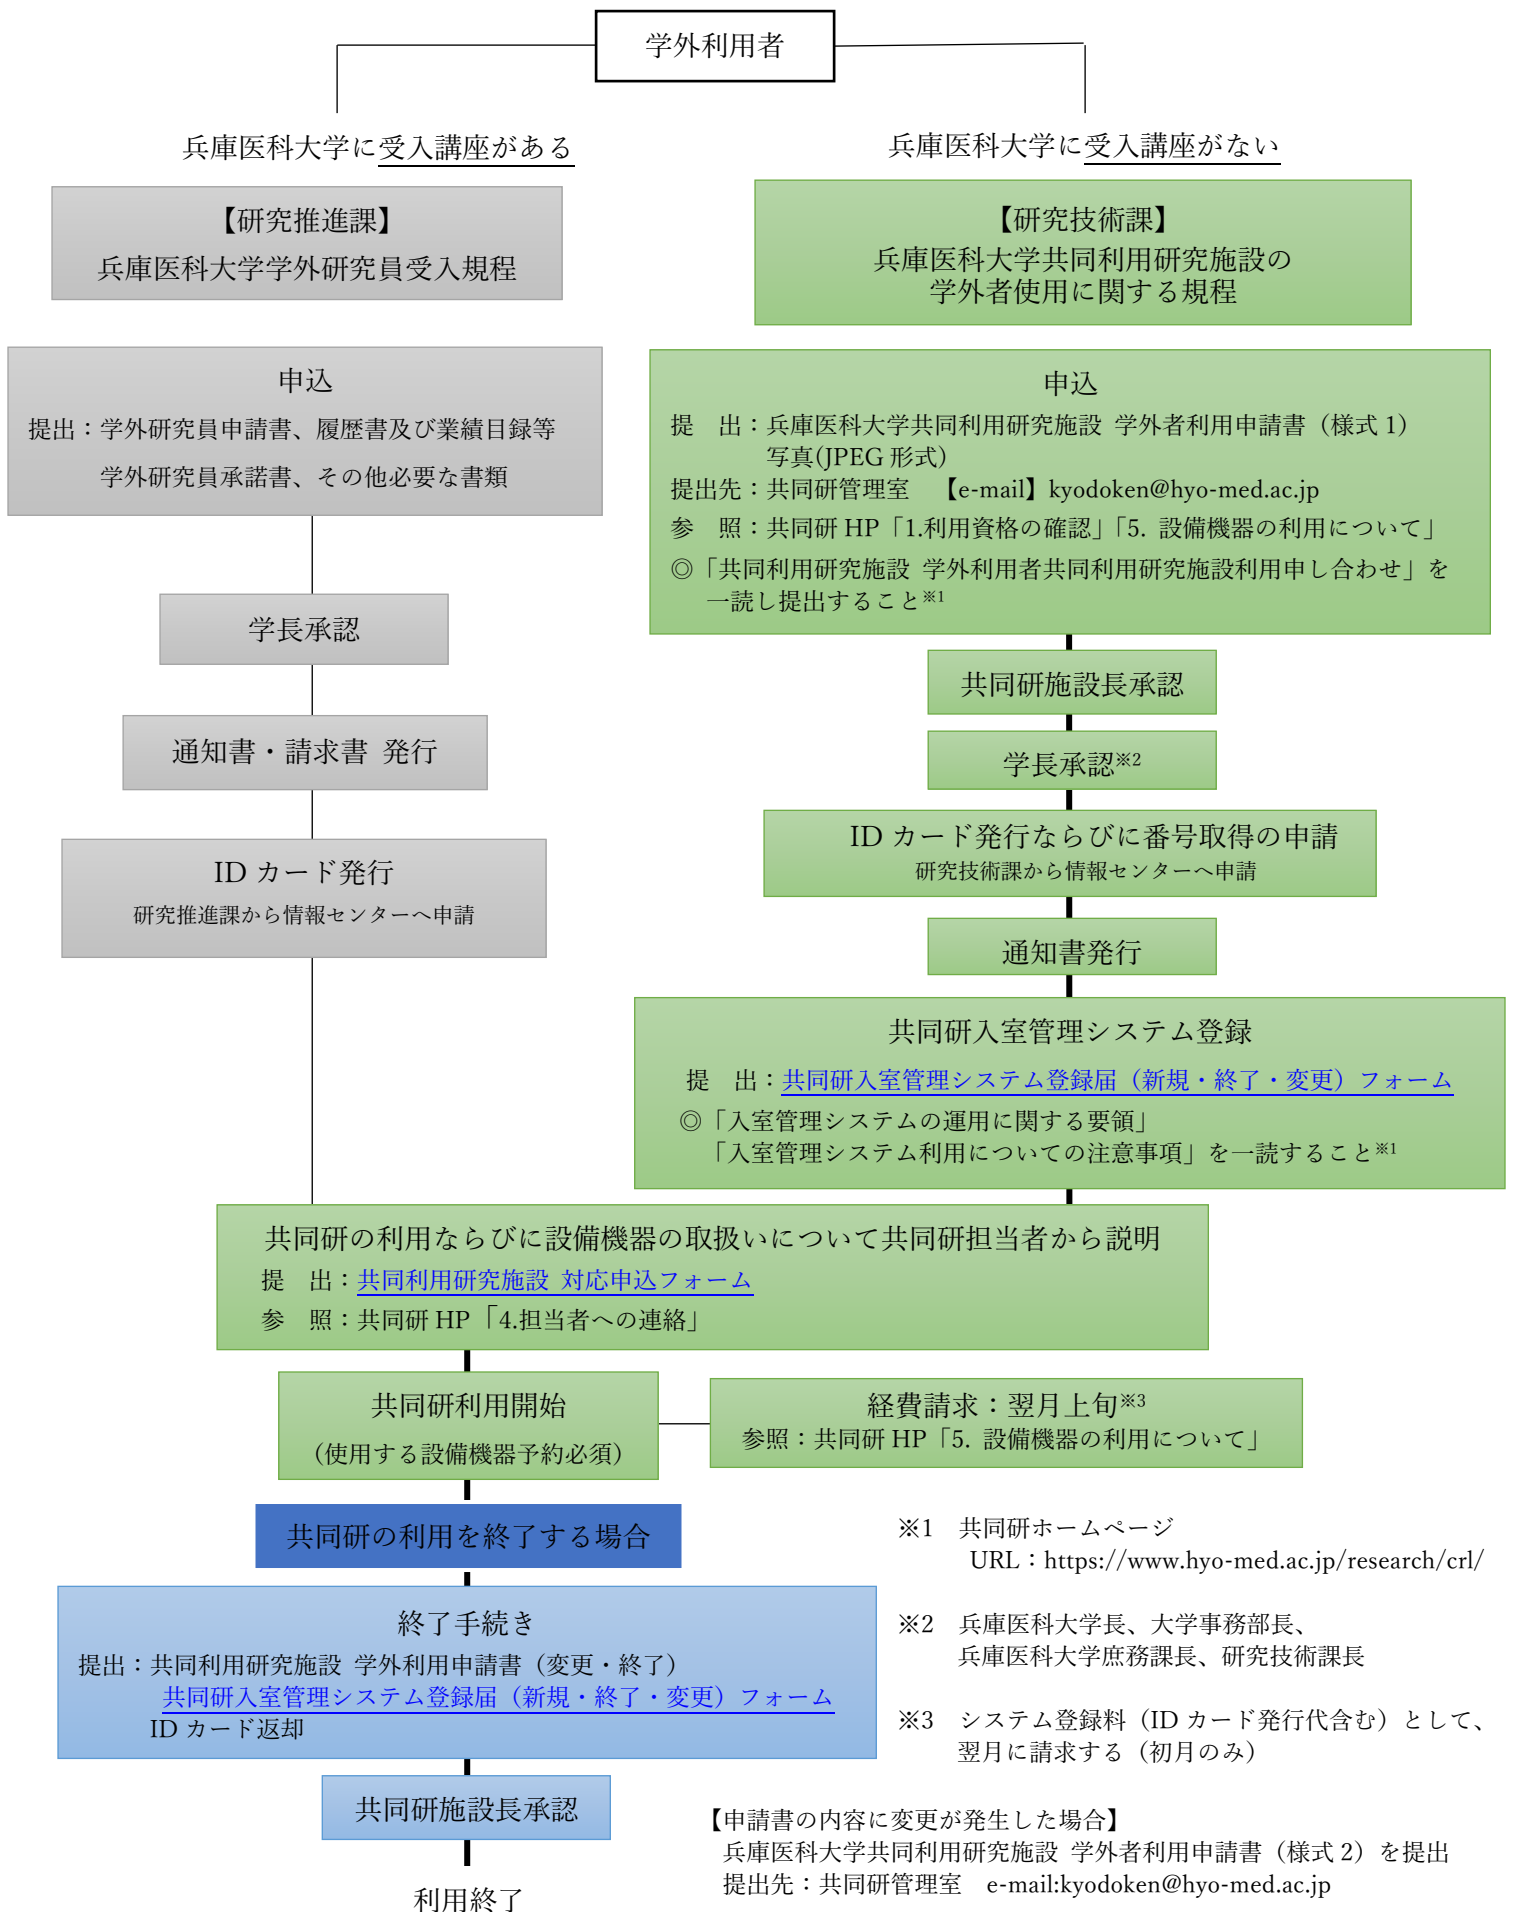 学外利用者
兵庫医科大学に受入講座がある
【研究推進課】
兵庫医科大学学外研究員受入規程
申込
提出：学外研究員申請書、履歴書及び業績目録等
学外研究員承諾書、その他必要な書類
学長承認
通知書・請求書 発行
ID カード発行
研究推進課から情報センターへ申請
兵庫医科大学に受入講座がない
【研究技術課】
兵庫医科大学共同利用研究施設の
学外者使用に関する規程
申込
提　出：兵庫医科大学共同利用研究施設 学外者利用申請書（様式 1）
写真(JPEG 形式)
提出先：共同研管理室　【e-mail】kyodoken@hyo-med.ac.jp
参　照：共同研 HP「1.利用資格の確認」「5. 設備機器の利用について」
◎「共同利用研究施設 学外利用者共同利用研究施設利用申し合わせ」を
一読し提出すること※1
共同研施設長承認
学長承認※2
ID カード発行ならびに番号取得の申請
研究技術課から情報センターへ申請
通知書発行
共同研入室管理システム登録
提　出：共同研入室管理システム登録届（新規・終了・変更）フォーム
◎「入室管理システムの運用に関する要領」
「入室管理システム利用についての注意事項」を一読すること※1
共同研の利用ならびに設備機器の取扱いについて共同研担当者から説明
提　出：共同利用研究施設 対応申込フォーム
参　照：共同研 HP「4.担当者への連絡」
共同研利用開始
（使用する設備機器予約必須）
経費請求：翌月上旬※3
参照：共同研 HP「5. 設備機器の利用について」
共同研の利用を終了する場合
終了手続き
提出：共同利用研究施設 学外利用申請書（変更・終了）
共同研入室管理システム登録届（新規・終了・変更）フォーム
ID カード返却
共同研施設長承認
利用終了
※1　共同研ホームページ
URL：https://www.hyo-med.ac.jp/research/crl/
※2　兵庫医科大学長、大学事務部長、
兵庫医科大学庶務課長、研究技術課長
※3　システム登録料（ID カード発行代含む）として、
翌月に請求する（初月のみ）
【申請書の内容に変更が発生した場合】
兵庫医科大学共同利用研究施設 学外者利用申請書（様式 2）を提出
提出先：共同研管理室　e-mail:kyodoken@hyo-med.ac.jp